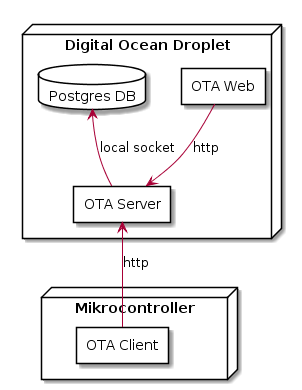 Digital Ocean Droplet
Postgres DB
OTA Web
local socket
http
OTA Server
http
Mikrocontroller
OTA Client